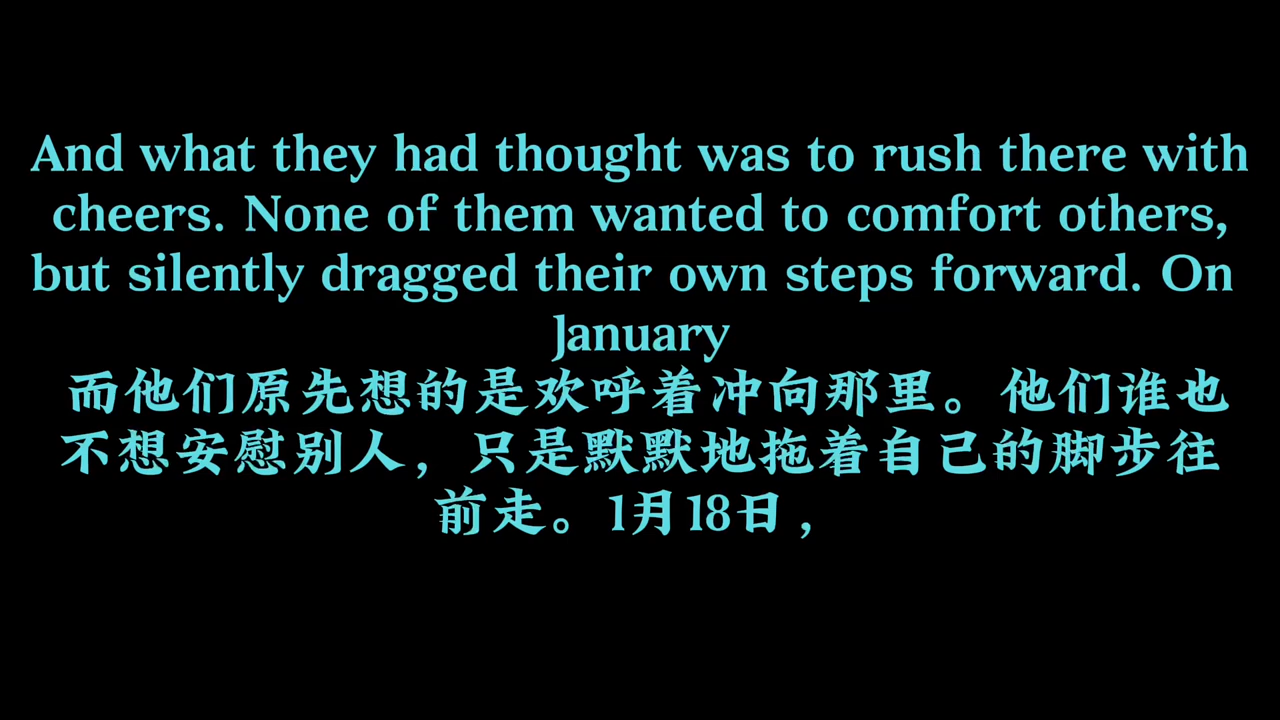 And what they had thought was to rush there with
cheers. None of them wanted to comfort others,
but silently dragged their own steps forward. On
January
而他们原先想的是欢呼着冲向那里。他们谁也
不想安慰别人，只是默默地拖着自己的脚步往
前走。1月18日，